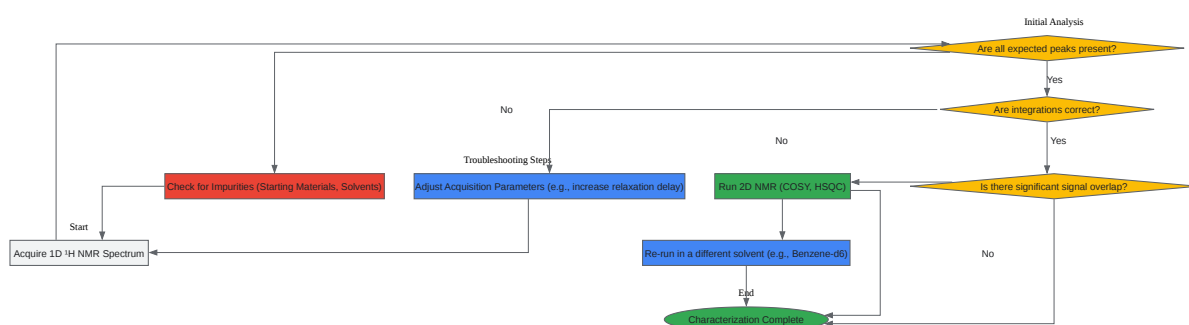 Initial Analysis
Are all expected peaks present?
Yes
No
Are integrations correct?
No
Yes
Troubleshooting Steps
Check for Impurities (Starting Materials, Solvents)
Adjust Acquisition Parameters (e.g., increase relaxation delay)
Run 2D NMR (COSY, HSQC)
Is there significant signal overlap?
Start
Acquire 1D ¹H NMR Spectrum
Re-run in a different solvent (e.g., Benzene-d6)
No
End
Characterization Complete